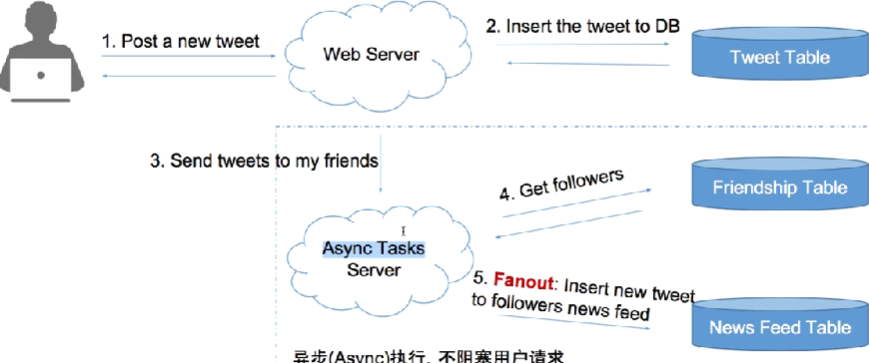 1. Post a new tweet
Web Server
2. Insert the tweet to DB
Tweet Table
3. Send tweets to my friends
4. Get followers
Friendship Table
Async Tasks
Server
5. Fanout: Insert new tweet
to followers news feed
News Feed Table
异步(Async)执行, 不阻塞用户请求